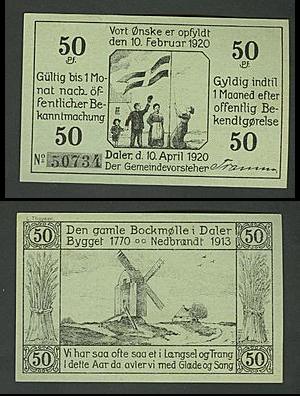 Vort Ønske er opfyldt
den 10. Februar 1920
50
Pf.
50
Pf.
Gültig bis 1 Mo-
nat nach öf-
fentlicher Be-
kanntmachung
50
Gyldig indtil
1 Maaned efter
offentlig Be-
kendtgørelse
50
No 50734
Daler, d. 10. April 1920
Der Gemeindevorsteher
50
Den gamle Bockmølle i Daler
Bygget 1770 Nedbrandt 1913
50
50
Vi har saa ofte saaet i Længsel og Trang
I dette Aar da avler vi med Glæde og Sang
50